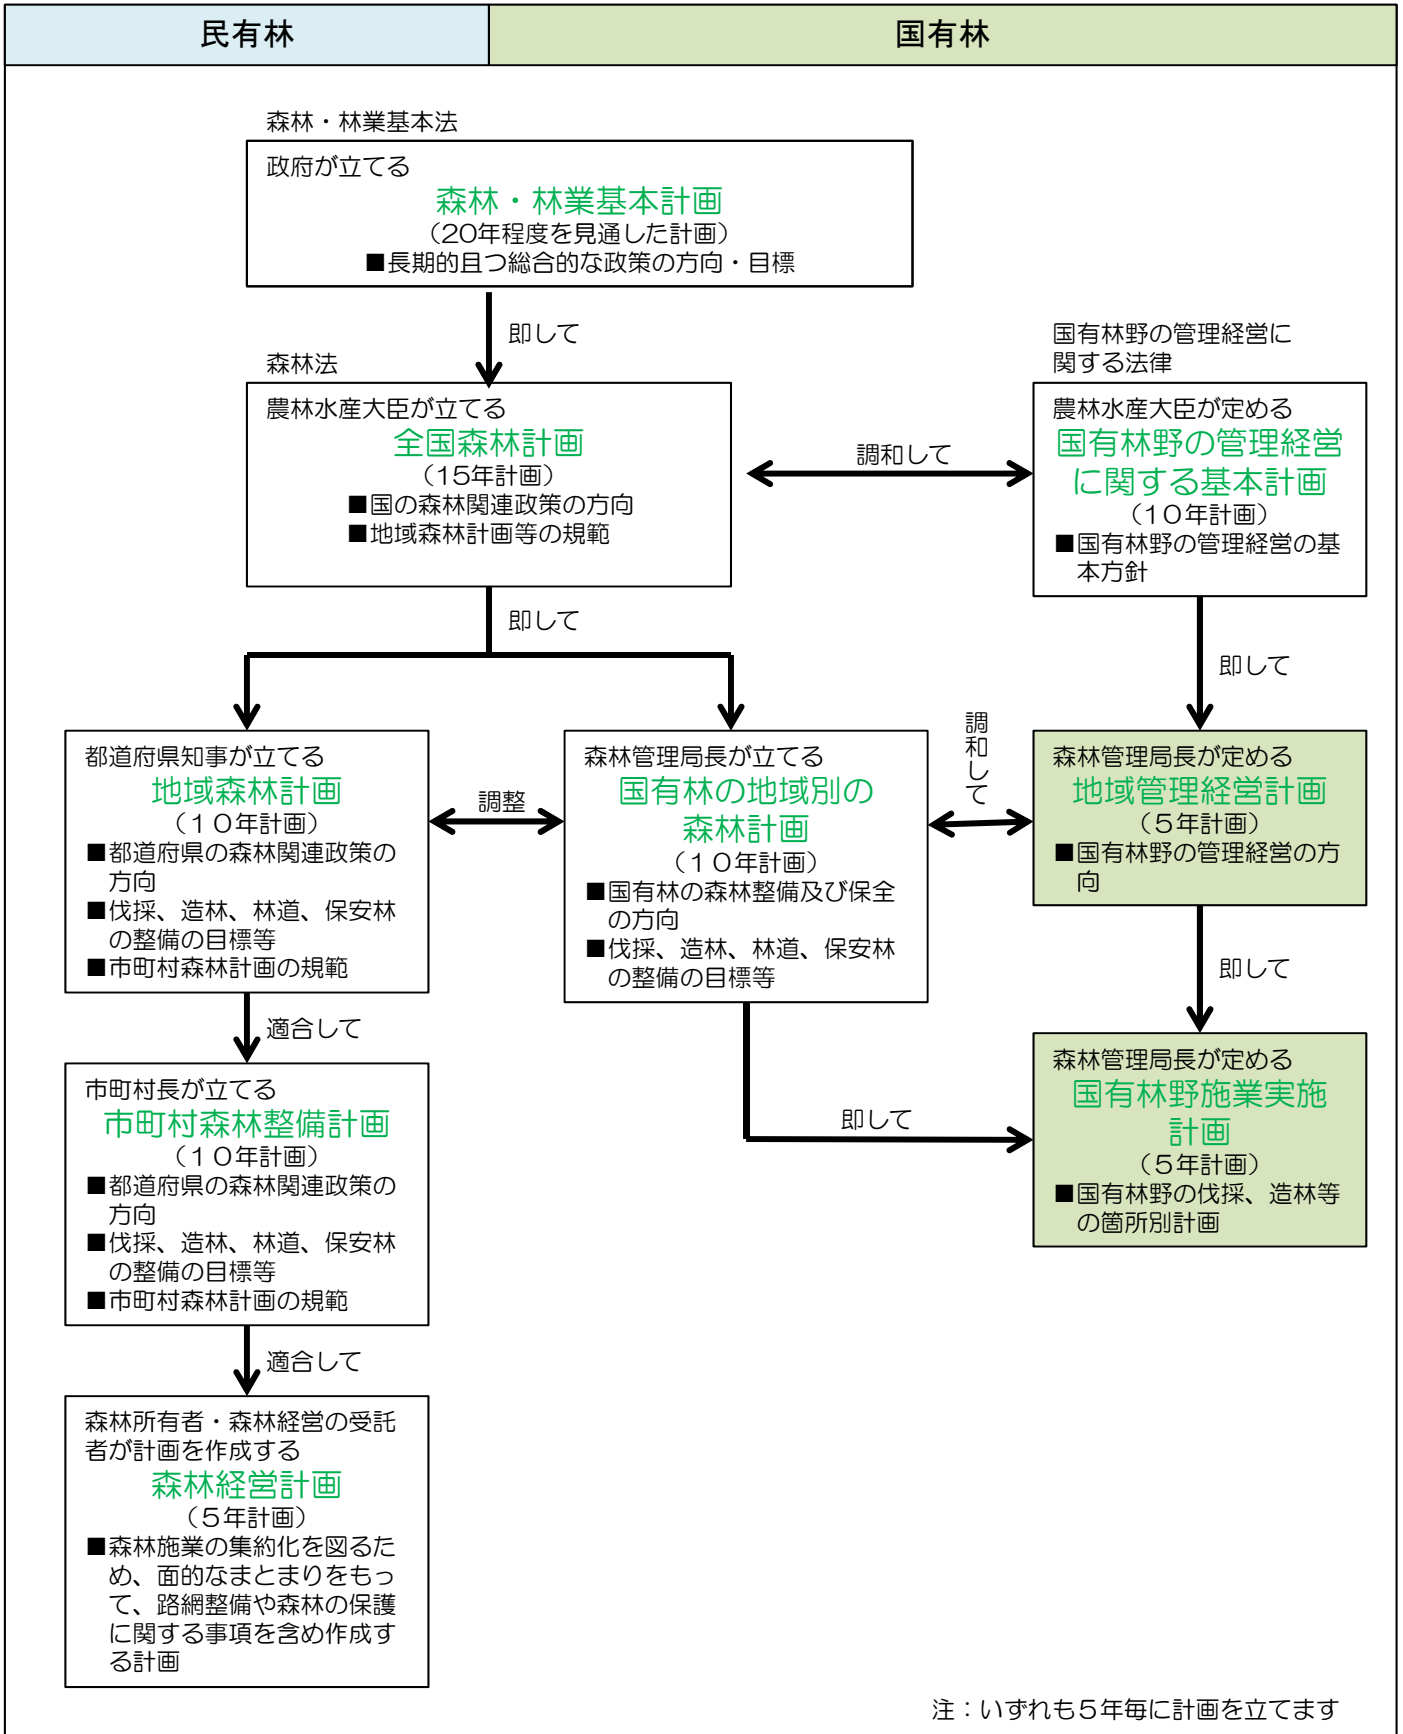 民有林
国有林
森林・林業基本法
政府が立てる
森林・林業基本計画
（20年程度を見通した計画）
■長期的且つ総合的な政策の方向・目標
即して
国有林野の管理経営に
関する法律
森林法
農林水産大臣が立てる
全国森林計画
（15年計画）
■国の森林関連政策の方向
■地域森林計画等の規範
調和して
農林水産大臣が定める
国有林野の管理経営
に関する基本計画
（１０年計画）
■国有林野の管理経営の基
本方針
即して
即して
都道府県知事が立てる
地域森林計画
（１０年計画）
■都道府県の森林関連政策の
方向
■伐採、造林、林道、保安林
の整備の目標等
■市町村森林計画の規範
調整
森林管理局長が立てる
国有林の地域別の
森林計画
（１０年計画）
■国有林の森林整備及び保全
の方向
■伐採、造林、林道、保安林
の整備の目標等
調和して
森林管理局長が定める
地域管理経営計画
（５年計画）
■国有林野の管理経営の方
向
適合して
即して
市町村長が立てる
市町村森林整備計画
（１０年計画）
■都道府県の森林関連政策の
方向
■伐採、造林、林道、保安林
の整備の目標等
■市町村森林計画の規範
即して
森林管理局長が定める
国有林野施業実施
計画
（５年計画）
■国有林野の伐採、造林等
の箇所別計画
適合して
森林所有者・森林経営の受託
者が計画を作成する
森林経営計画
（５年計画）
■森林施業の集約化を図るた
め、面的なまとまりをもっ
て、路網整備や森林の保護
に関する事項を含め作成す
る計画
注：いずれも５年毎に計画を立てます